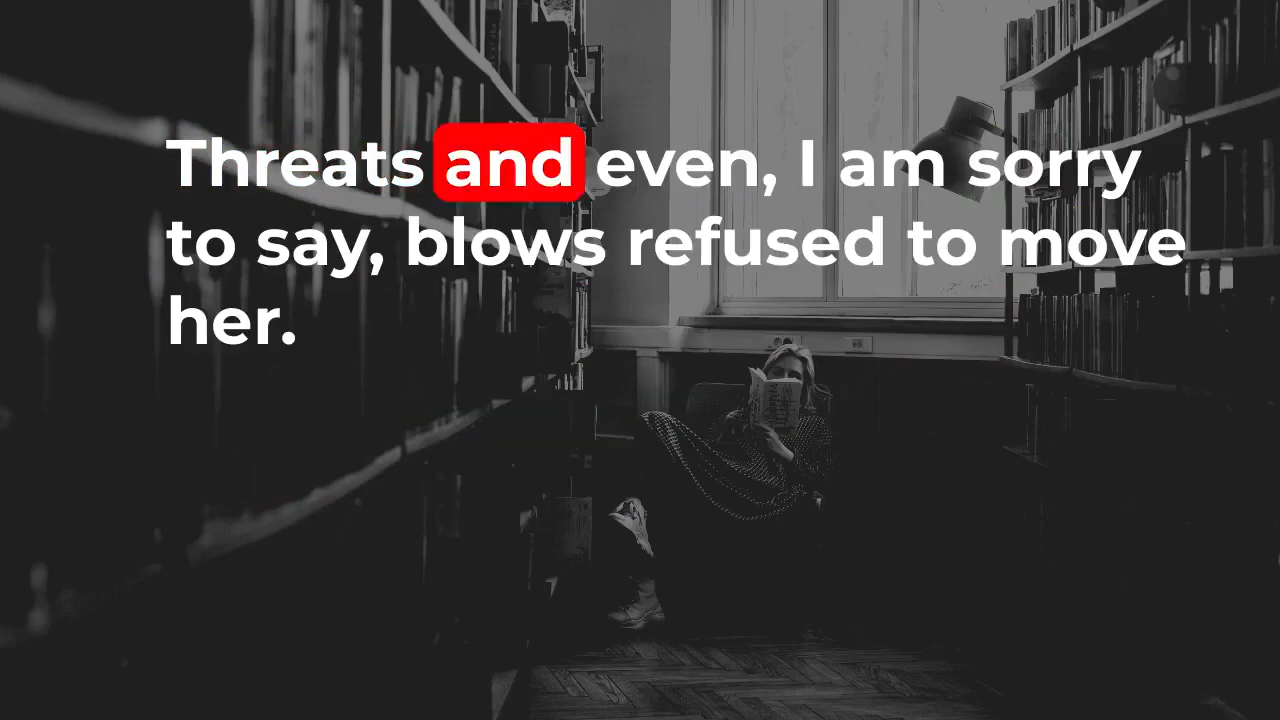 Threats and even, I am sorry
to say, blows refused to move
her.